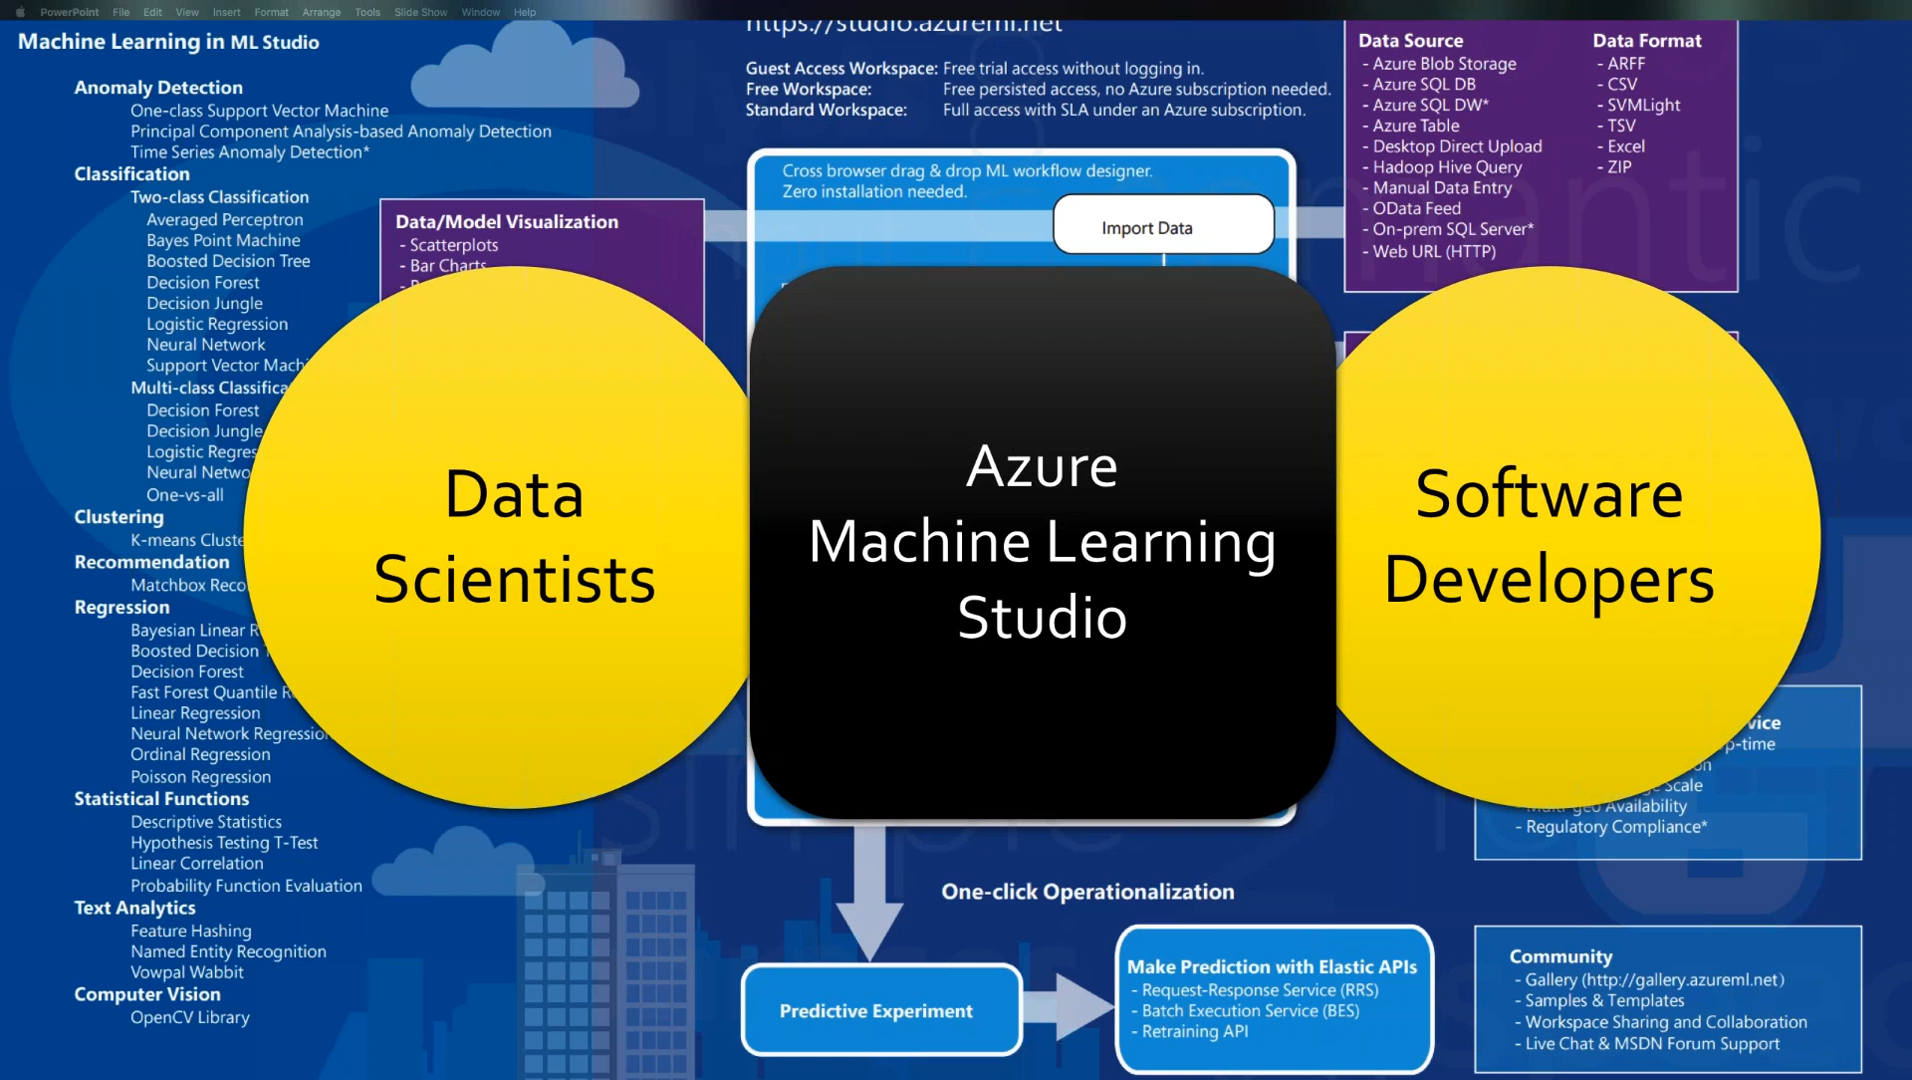 PowerPoint File Edit View Insert Format Arrange Tools Slide Show Window Help
Machine Learning in ML Studio
Anomaly Detection
One-class Support Vector Machine
Principal Component Analysis-based Anomaly Detection
Time Series Anomaly Detection*
Classification
Two-class Classification
Averaged Perceptron
Bayes Point Machine
Boosted Decision Tree
Decision Forest
Decision Jungle
Logistic Regression
Neural Network
Support Vector
Multi-class
Decision Forest
Decision Jungle
Logistic
Neural
One-vs-all
Clustering
K-means
Recommendation
Matchbox
Regression
Bayesian Linear
Boosted Decision
Decision Forest
Fast Forest Quantile
Linear Regression
Neural Network
Ordinal Regression
Poisson Regression
Statistical Functions
Descriptive Statistics
Hypothesis Testing T-Test
Linear Correlation
Probability Function Evaluation
Text Analytics
Feature Hashing
Named Entity Recognition
Vowpal Wabbit
Computer Vision
OpenCV Library
Data/Model Visualization
- Scatterplots
- Bar Charts
Data
Scientists
https://studio.azureml.net
Guest Access Workspace: Free trial access without logging in.
Free Workspace: Free persisted access, no Azure subscription needed.
Standard Workspace: Full access with SLA under an Azure subscription.
Cross browser drag & drop ML workflow designer.
Zero installation needed.
Import Data
Azure
Machine Learning
Studio
One-click Operationalization
Predictive Experiment
Make Prediction with Elastic APIs
- Request-Response Service (RRS)
- Batch Execution Service (BES)
- Retraining API
Data Source
- Azure Blob Storage
- Azure SQL DB
- Azure SQL DW*
- Azure Table
- Desktop Direct Upload
- Hadoop Hive Query
- Manual Data Entry
- OData Feed
- On-prem SQL Server*
- Web URL (HTTP)
Data Format
- ARFF
- CSV
- SVMLight
- TSV
- Excel
- ZIP
Software
Developers
Scale
Availability
- Regulatory Compliance*
Community
- Gallery (http://gallery.azureml.net)
- Samples & Templates
- Workspace Sharing and Collaboration
- Live Chat & MSDN Forum Support